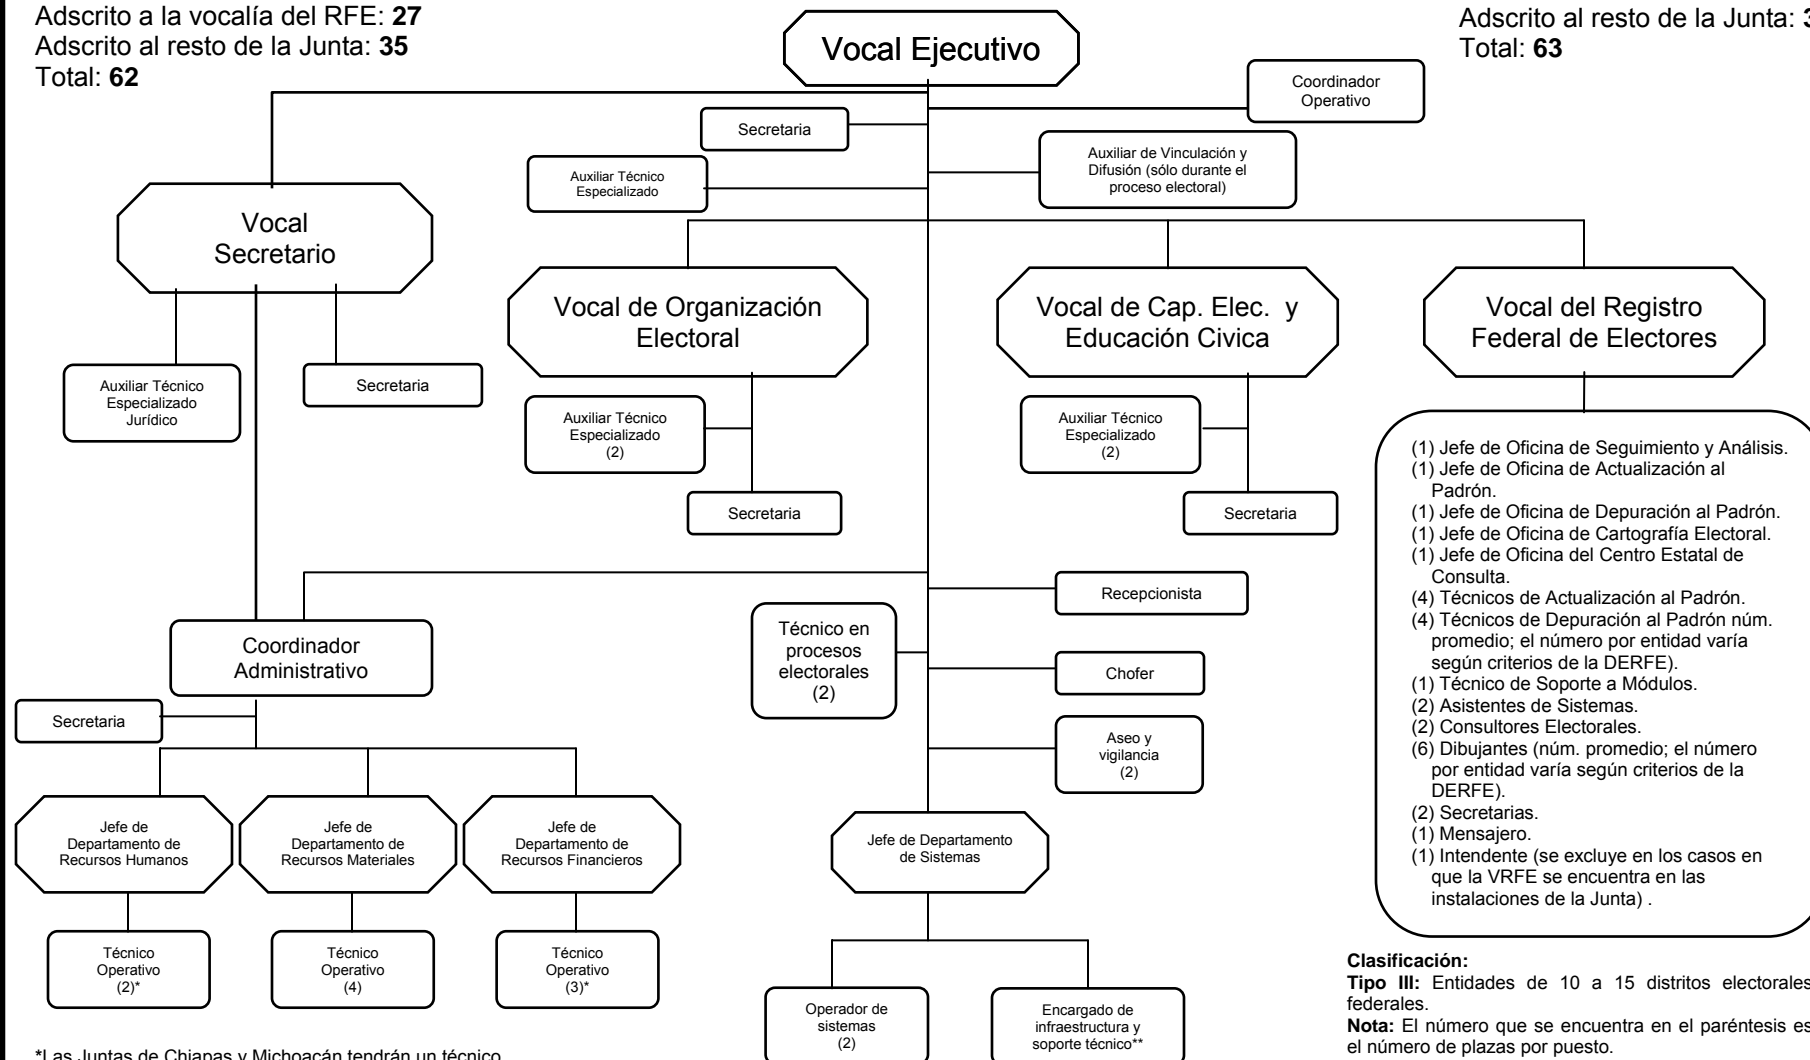 Adscrito a la vocalía del RFE: 27
Adscrito al resto de la Junta: 35
Total: 62
Adscrito al resto de la Junta:
Total: 63
Vocal Ejecutivo
Coordinador
Operativo
Secretaria
Auxiliar de Vinculación y
Difusión (sólo durante el
proceso electoral)
Auxiliar Técnico
Especializado
Vocal
Secretario
Vocal de Organización
Electoral
Vocal de Cap. Elec. y
Educación Civica
Vocal del Registro
Federal de Electores
Auxiliar Técnico
Especializado
Jurídico
Secretaria
Auxiliar Técnico
Especializado
(2)
Secretaria
Auxiliar Técnico
Especializado
(2)
Secretaria
(1) Jefe de Oficina de Seguimiento y Análisis.
(1) Jefe de Oficina de Actualización al
Padrón.
(1) Jefe de Oficina de Depuración al Padrón.
(1) Jefe de Oficina de Cartografía Electoral.
(1) Jefe de Oficina del Centro Estatal de
Consulta.
(4) Técnicos de Actualización al Padrón.
(4) Técnicos de Depuración al Padrón núm.
promedio; el número por entidad varía
según criterios de la DERFE).
(1) Técnico de Soporte a Módulos.
(2) Asistentes de Sistemas.
(2) Consultores Electorales.
(6) Dibujantes (núm. promedio; el número
por entidad varía según criterios de la
DERFE).
(2) Secretarias.
(1) Mensajero.
(1) Intendente (se excluye en los casos en
que la VRFE se encuentra en las
instalaciones de la Junta) .
Recepcionista
Técnico en
procesos
electorales
(2)
Chofer
Aseo y
vigilancia
(2)
Coordinador
Administrativo
Secretaria
Jefe de
Departamento de
Recursos Humanos
Jefe de
Departamento de
Recursos Materiales
Jefe de
Departamento de
Recursos Financieros
Jefe de Departamento
de Sistemas
Técnico
Operativo
(2)*
Técnico
Operativo
(4)
Técnico
Operativo
(3)*
Operador de
sistemas
(2)
Encargado de
infraestructura y
soporte técnico**
Clasificación:
Tipo III: Entidades de 10 a 15 distritos electorales
federales.
Nota: El número que se encuentra en el paréntesis es
el número de plazas por puesto.
*Las Juntas de Chiapas y Michoacán tendrán un técnico